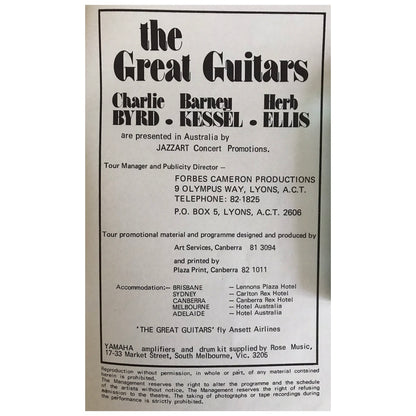 the
Great Guitars
Charlie Barney Herb
BYRD . KESSEL . ELLIS
are presented in Australia by
JAZZART Concert Promotions.
Tour Manager and Publicity Director —
FORBES CAMERON PRODUCTIONS
9 OLYMPUS WAY, LYONS, A.C.T.
TELEPHONE: 82-1825
P.O. BOX 5, LYONS, A.C.T. 2606
Tour promotional material and programme designed and produced by
Art Services, Canberra 81 3094
and printed by
Plaza Print, Canberra 82 1011
Accommodation:— BRISBANE — Lennons Plaza Hotel
SYDNEY — Carlton Rex Hotel
CANBERRA — Canberra Rex Hotel
MELBOURNE — Hotel Australia
ADELAIDE — Hotel Australia
"THE GREAT GUITARS" fly Ansett Airlines
YAMAHA amplifiers and drum kit supplied by Rose Music,
17-33 Market Street, South Melbourne, Vic. 3205
Reproduction without permission, in whole or part, of any material contained
herein is prohibited.
The Management reserves the right to alter the programme and the schedule
of the artists without notice. The Management reserves the right of refusing
admission to the theatre. The taking of photographs or tape recordings during
the performance is strictly prohibited.